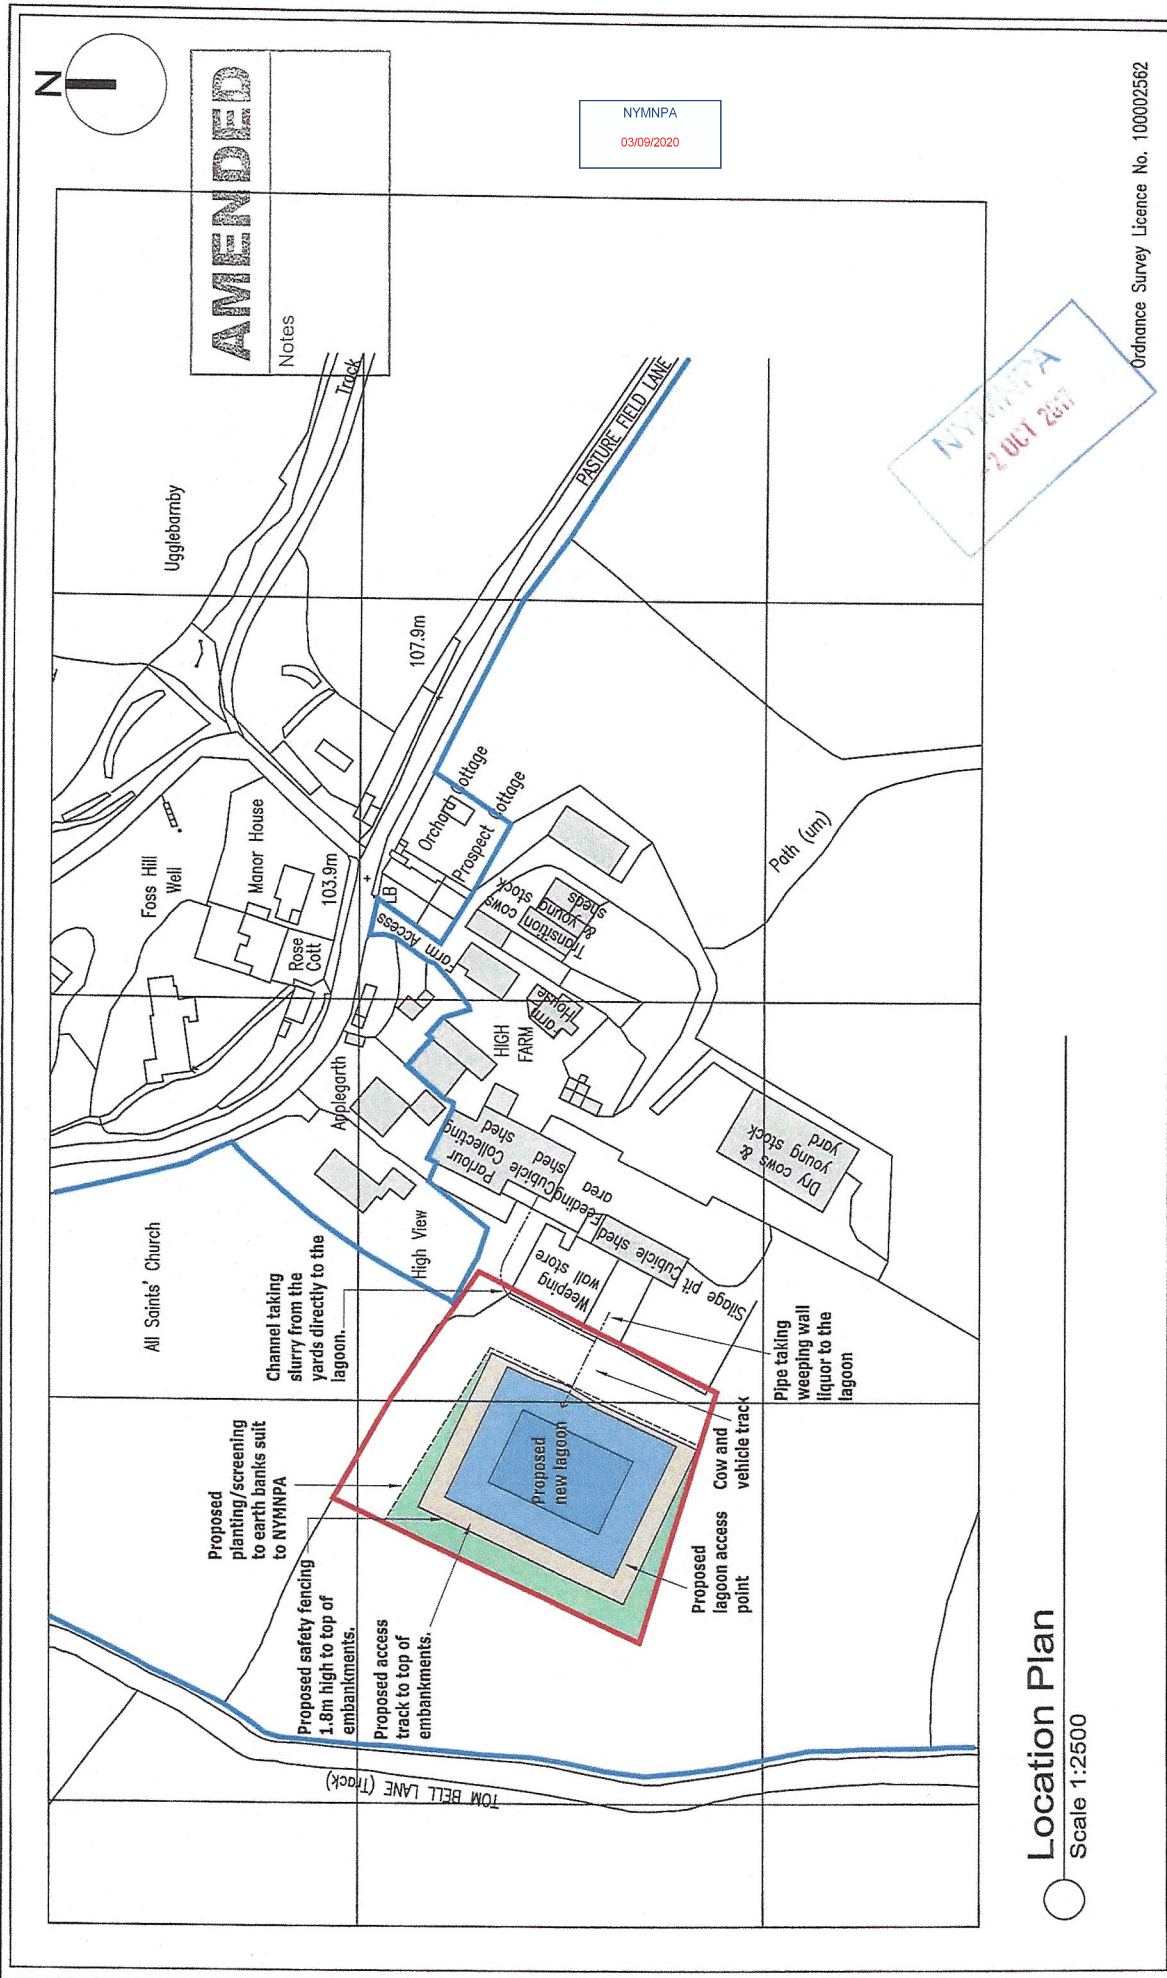 N
AMENDED
Notes
NYMNPA
03/09/2020
Ugglebarnby
Track
PASTURE FIELD LANE
107.9m
Foss Hill
Well
Manor House
103.9m
Rose
Cott
LB
Orchard Cottage
Prospect Cottage
Farm Access
Transition cows
& young stock
sheds
Farm
House
HIGH
FARM
Path (um)
Applegarth
High View
All Saints' Church
Parlour
Collecting
shed
Cubicle
shed
Feeding
area
Cubicle shed
Weeping
wall store
Silage pit
Dry cows &
young stock
yard
Channel taking
slurry from the
yards directly to the
lagoon.
Proposed
planting/screening
to earth banks suit
to NYMNPA
Proposed safety fencing
1.8m high to top of
embankments.
Proposed access
track to top of
embankments.
Proposed
new lagoon
Pipe taking
weeping wall
liquor to the
lagoon
Cow and
vehicle track
Proposed
lagoon access
point
TOM BELL LANE (Track)
NYMNPA
-2 OCT 2017
Ordnance Survey Licence No. 100002562
Location Plan
Scale 1:2500